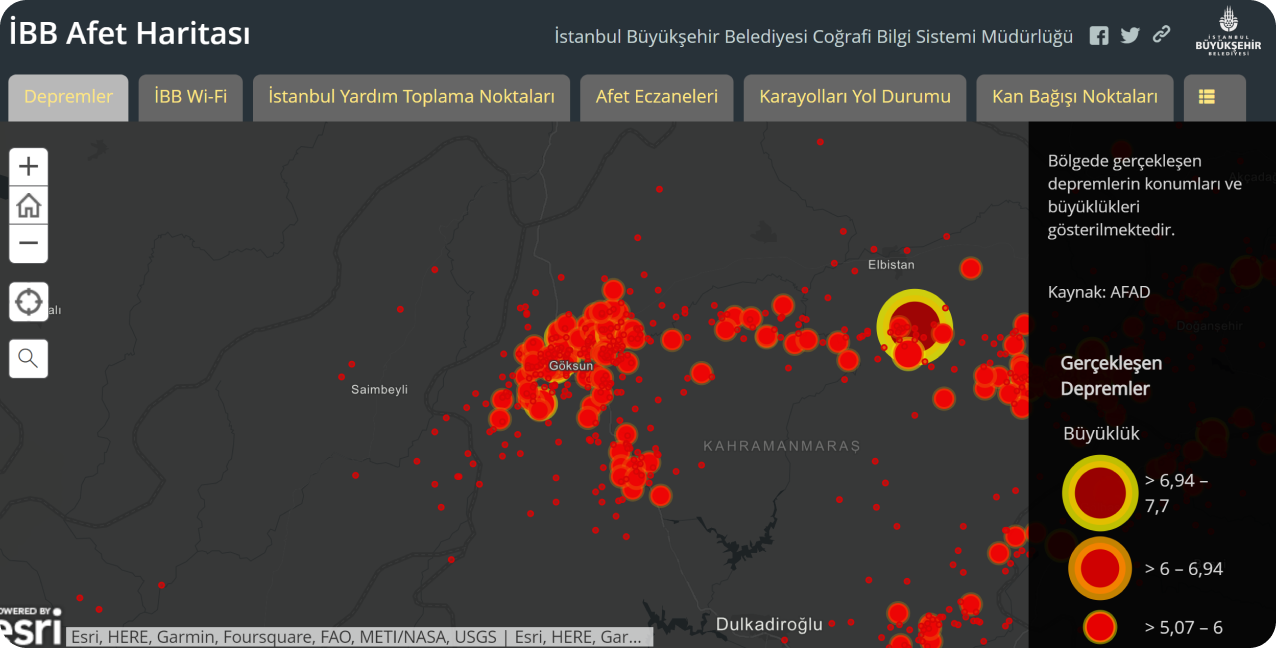 İBB Afet Haritası
İstanbul Büyükşehir Belediyesi Coğrafi Bilgi Sistemi Müdürlüğü
İSTANBUL
BÜYÜKŞEHİR
BELEDİYESİ
Depremler
İBB Wi-Fi
İstanbul Yardım Toplama Noktaları
Afet Eczaneleri
Karayolları Yol Durumu
Kan Bağışı Noktaları
Bölgede gerçekleşen
depremlerin konumları ve
büyüklükleri
gösterilmektedir.
Kaynak: AFAD
Gerçekleşen
Depremler
Büyüklük
> 6,94 –
7,7
> 6 – 6,94
> 5,07 – 6
Elbistan
Göksun
Saimbeyli
alı
KAHRAMANMARAŞ
Dulkadiroğlu
Doğanşehir
Akçadağ
POWERED BY
esri
Esri, HERE, Garmin, Foursquare, FAO, METI/NASA, USGS | Esri, HERE, Gar...